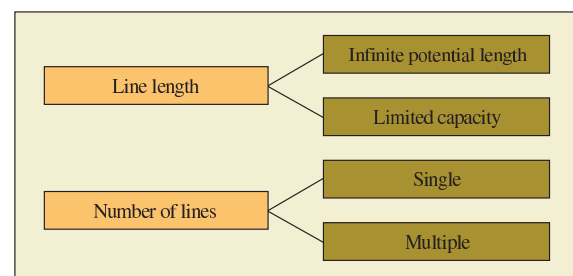 Line length
Infinite potential length
Limited capacity
Number of lines
Single
Multiple